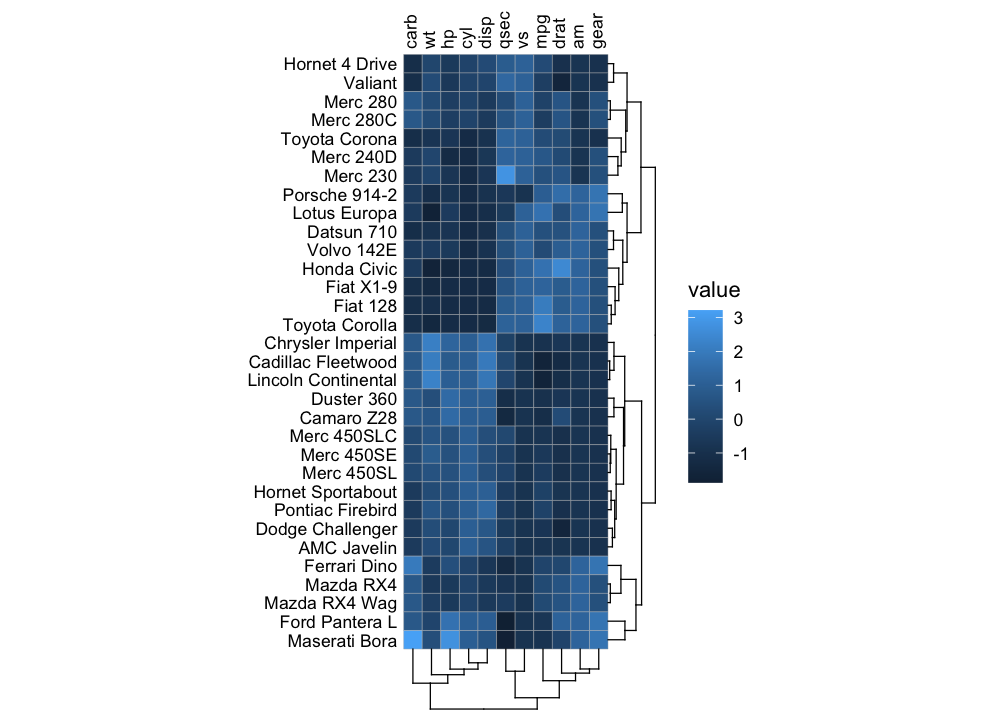 carb wt hp cyl disp qsec vs mpg drat am gear
Hornet 4 Drive
Valiant
Merc 280
Merc 280C
Toyota Corona
Merc 240D
Merc 230
Porsche 914-2
Lotus Europa
Datsun 710
Volvo 142E
Honda Civic
Fiat X1-9
Fiat 128
Toyota Corolla
Chrysler Imperial
Cadillac Fleetwood
Lincoln Continental
Duster 360
Camaro Z28
Merc 450SLC
Merc 450SE
Merc 450SL
Hornet Sportabout
Pontiac Firebird
Dodge Challenger
AMC Javelin
Ferrari Dino
Mazda RX4
Mazda RX4 Wag
Ford Pantera L
Maserati Bora
value
3
2
1
0
-1